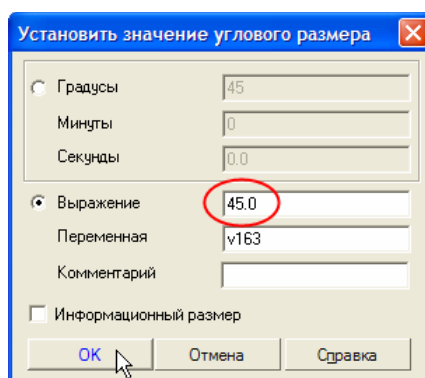 Установить значение углового размера
Градусы 45
Минуты 0
Секунды 0.0
Выражение 45.0
Переменная v163
Комментарий
Информационный размер
OK Отмена Справка